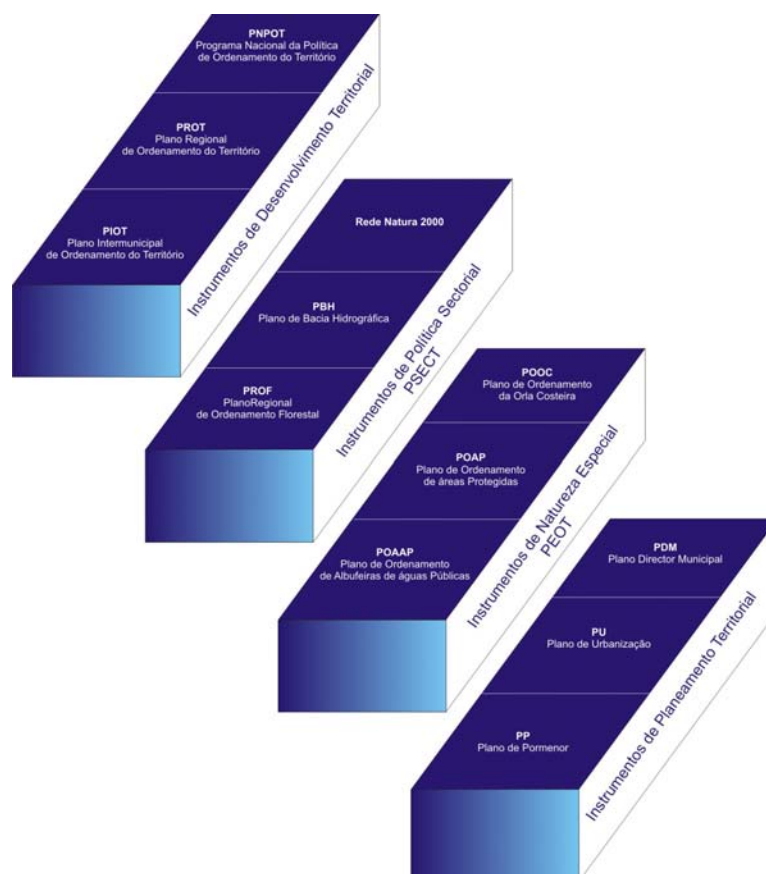 PNPOT
Programa Nacional da Política
de Ordenamento do Território
PROT
Plano Regional
de Ordenamento do Território
PIOT
Plano Intermunicipal
de Ordenamento do Território
Instrumentos de Desenvolvimento Territorial
Rede Natura 2000
PBH
Plano de Bacia Hidrográfica
PROF
PlanoRegional
de Ordenamento Florestal
Instrumentos de Política Sectorial
PSECT
POOC
Plano de Ordenamento
da Orla Costeira
POAP
Plano de Ordenamento
de áreas Protegidas
POAAP
Plano de Ordenamento
de Albufeiras de águas Públicas
Instrumentos de Natureza Especial
PEOT
PDM
Plano Director Municipal
PU
Plano de Urbanização
PP
Plano de Pormenor
Instrumentos de Planeamento Territorial